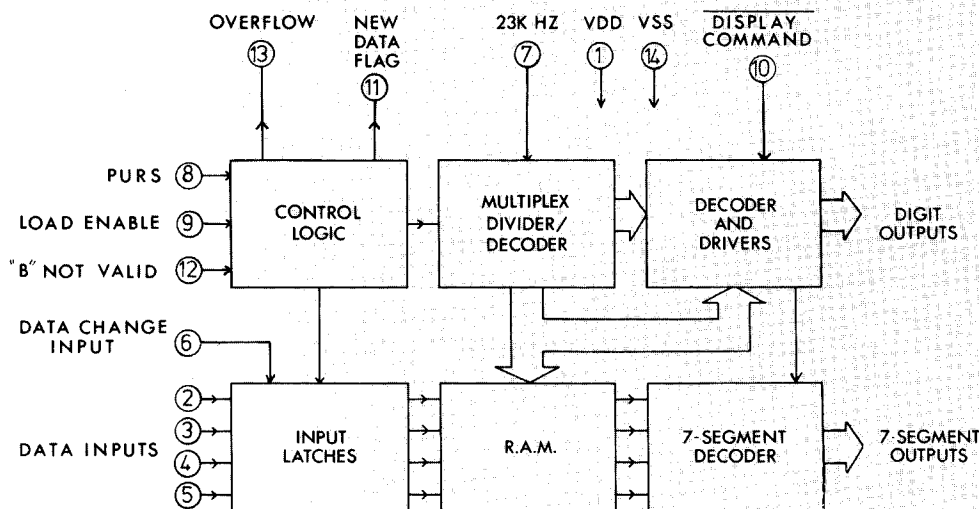 OVERFLOW
13
NEW
DATA
FLAG
11
23K HZ
7
VDD
1
VSS
14
DISPLAY
COMMAND
10
PURS 8
LOAD ENABLE 9
"B" NOT VALID 12
CONTROL
LOGIC
MULTIPLEX
DIVIDER/
DECODER
DECODER
AND
DRIVERS
DIGIT
OUTPUTS
DATA CHANGE
INPUT
6
DATA INPUTS
2
3
4
5
INPUT
LATCHES
R.A.M.
7-SEGMENT
DECODER
7-SEGMENT
OUTPUTS